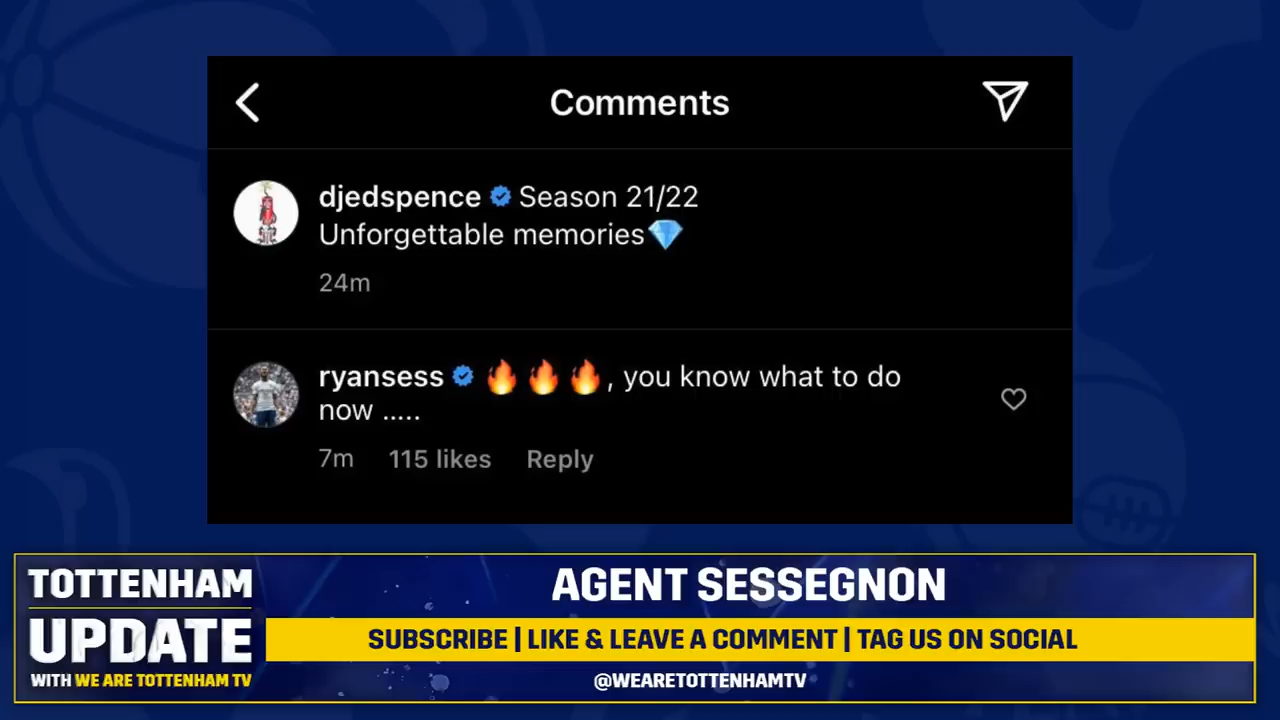 Comments
djedspence Season 21/22
Unforgettable memories💎
24m
ryansess 🔥🔥🔥, you know what to do
now .....
7m 115 likes Reply
TOTTENHAM
UPDATE
WITH WE ARE TOTTENHAM TV
AGENT SESSEGNON
SUBSCRIBE | LIKE & LEAVE A COMMENT | TAG US ON SOCIAL
@WEARETOTTENHAMTV